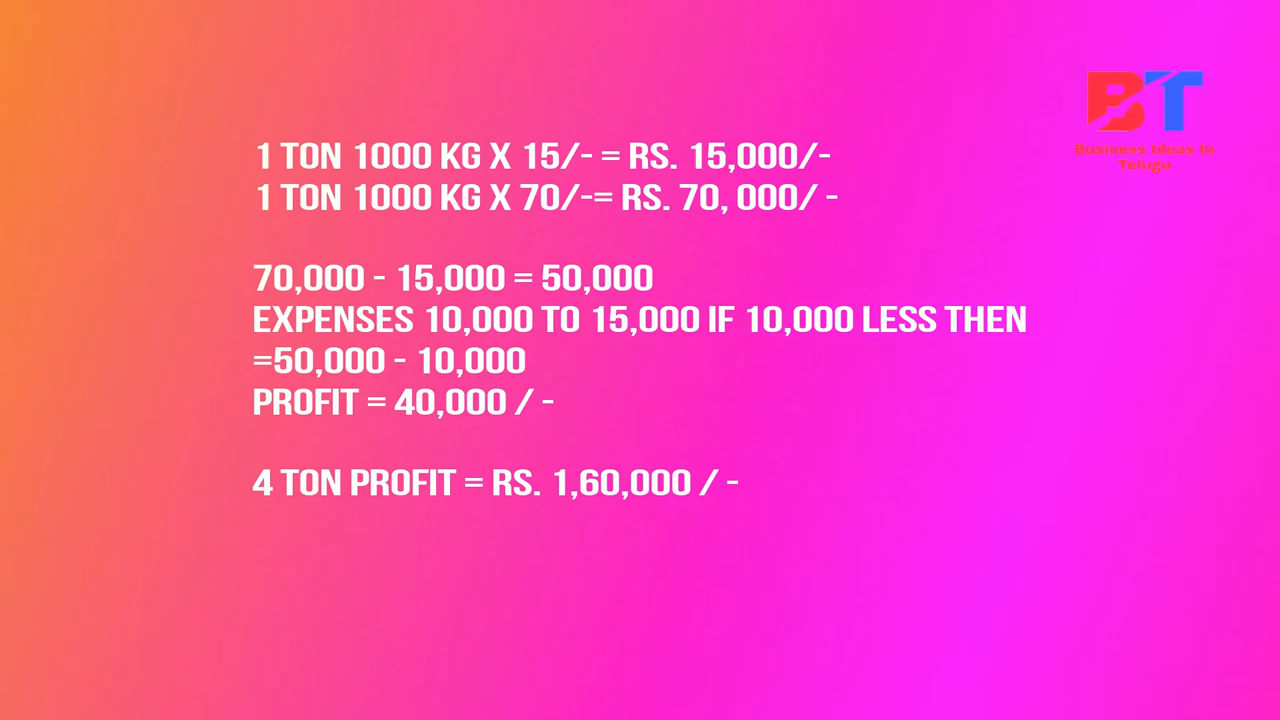 BT
Business Ideas In
Telugu
1 TON 1000 KG X 15/- = RS. 15,000/-
1 TON 1000 KG X 70/-= RS. 70, 000/ -
70,000 - 15,000 = 50,000
EXPENSES 10,000 TO 15,000 IF 10,000 LESS THEN
=50,000 - 10,000
PROFIT = 40,000 / -
4 TON PROFIT = RS. 1,60,000 / -